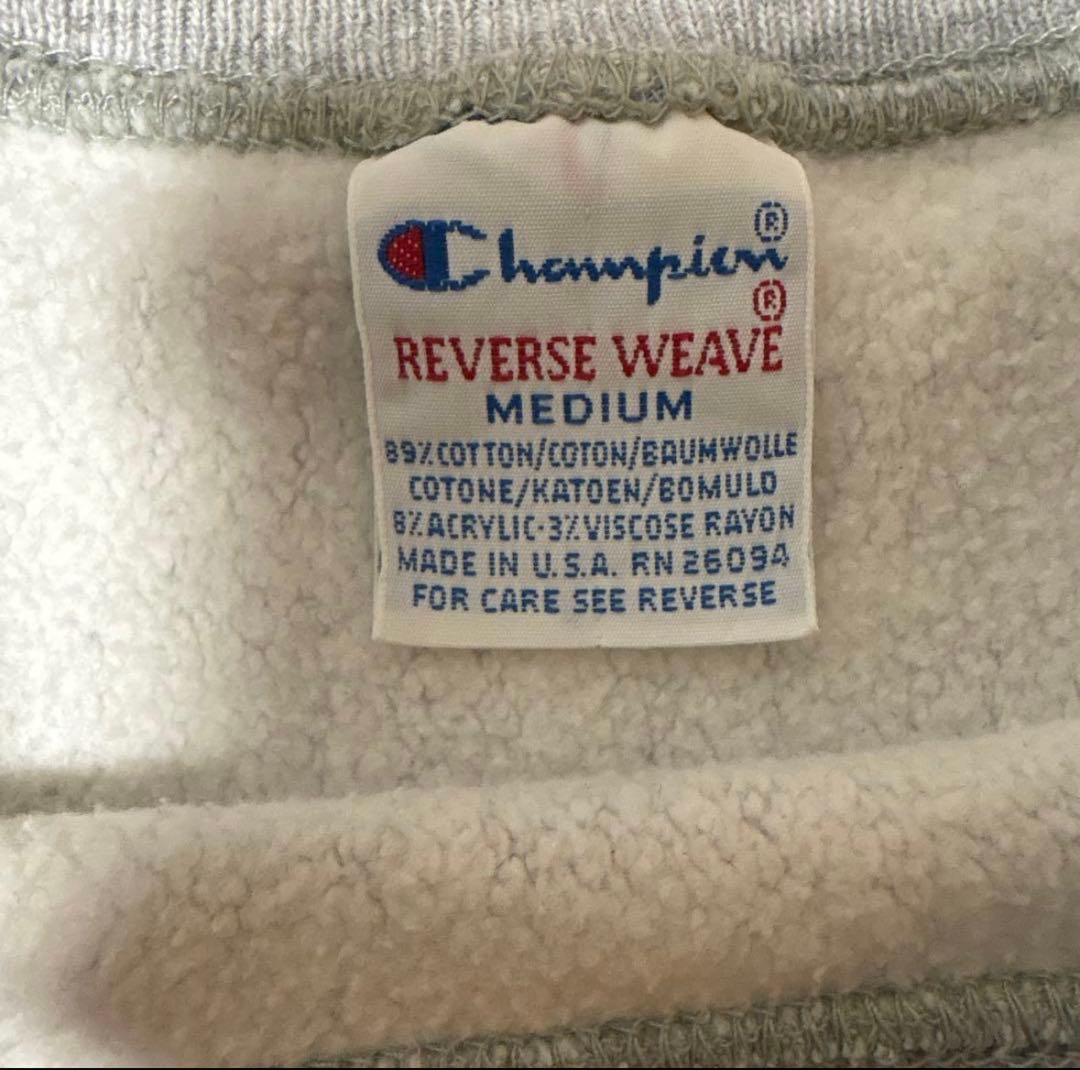 Champion®
®
REVERSE WEAVE
MEDIUM
89%COTTON/COTON/BAUMWOLLE
COTONE/KATOEN/BOMULD
8%ACRYLIC-3%VISCOSE RAYON
MADE IN U.S.A. RN 26094
FOR CARE SEE REVERSE